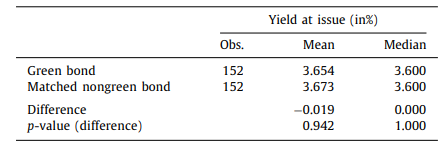 Yield at issue (in%)
Obs. Mean Median
Green bond 152 3.654 3.600
Matched nongreen bond 152 3.673 3.600
Difference −0.019 0.000
p-value (difference) 0.942 1.000